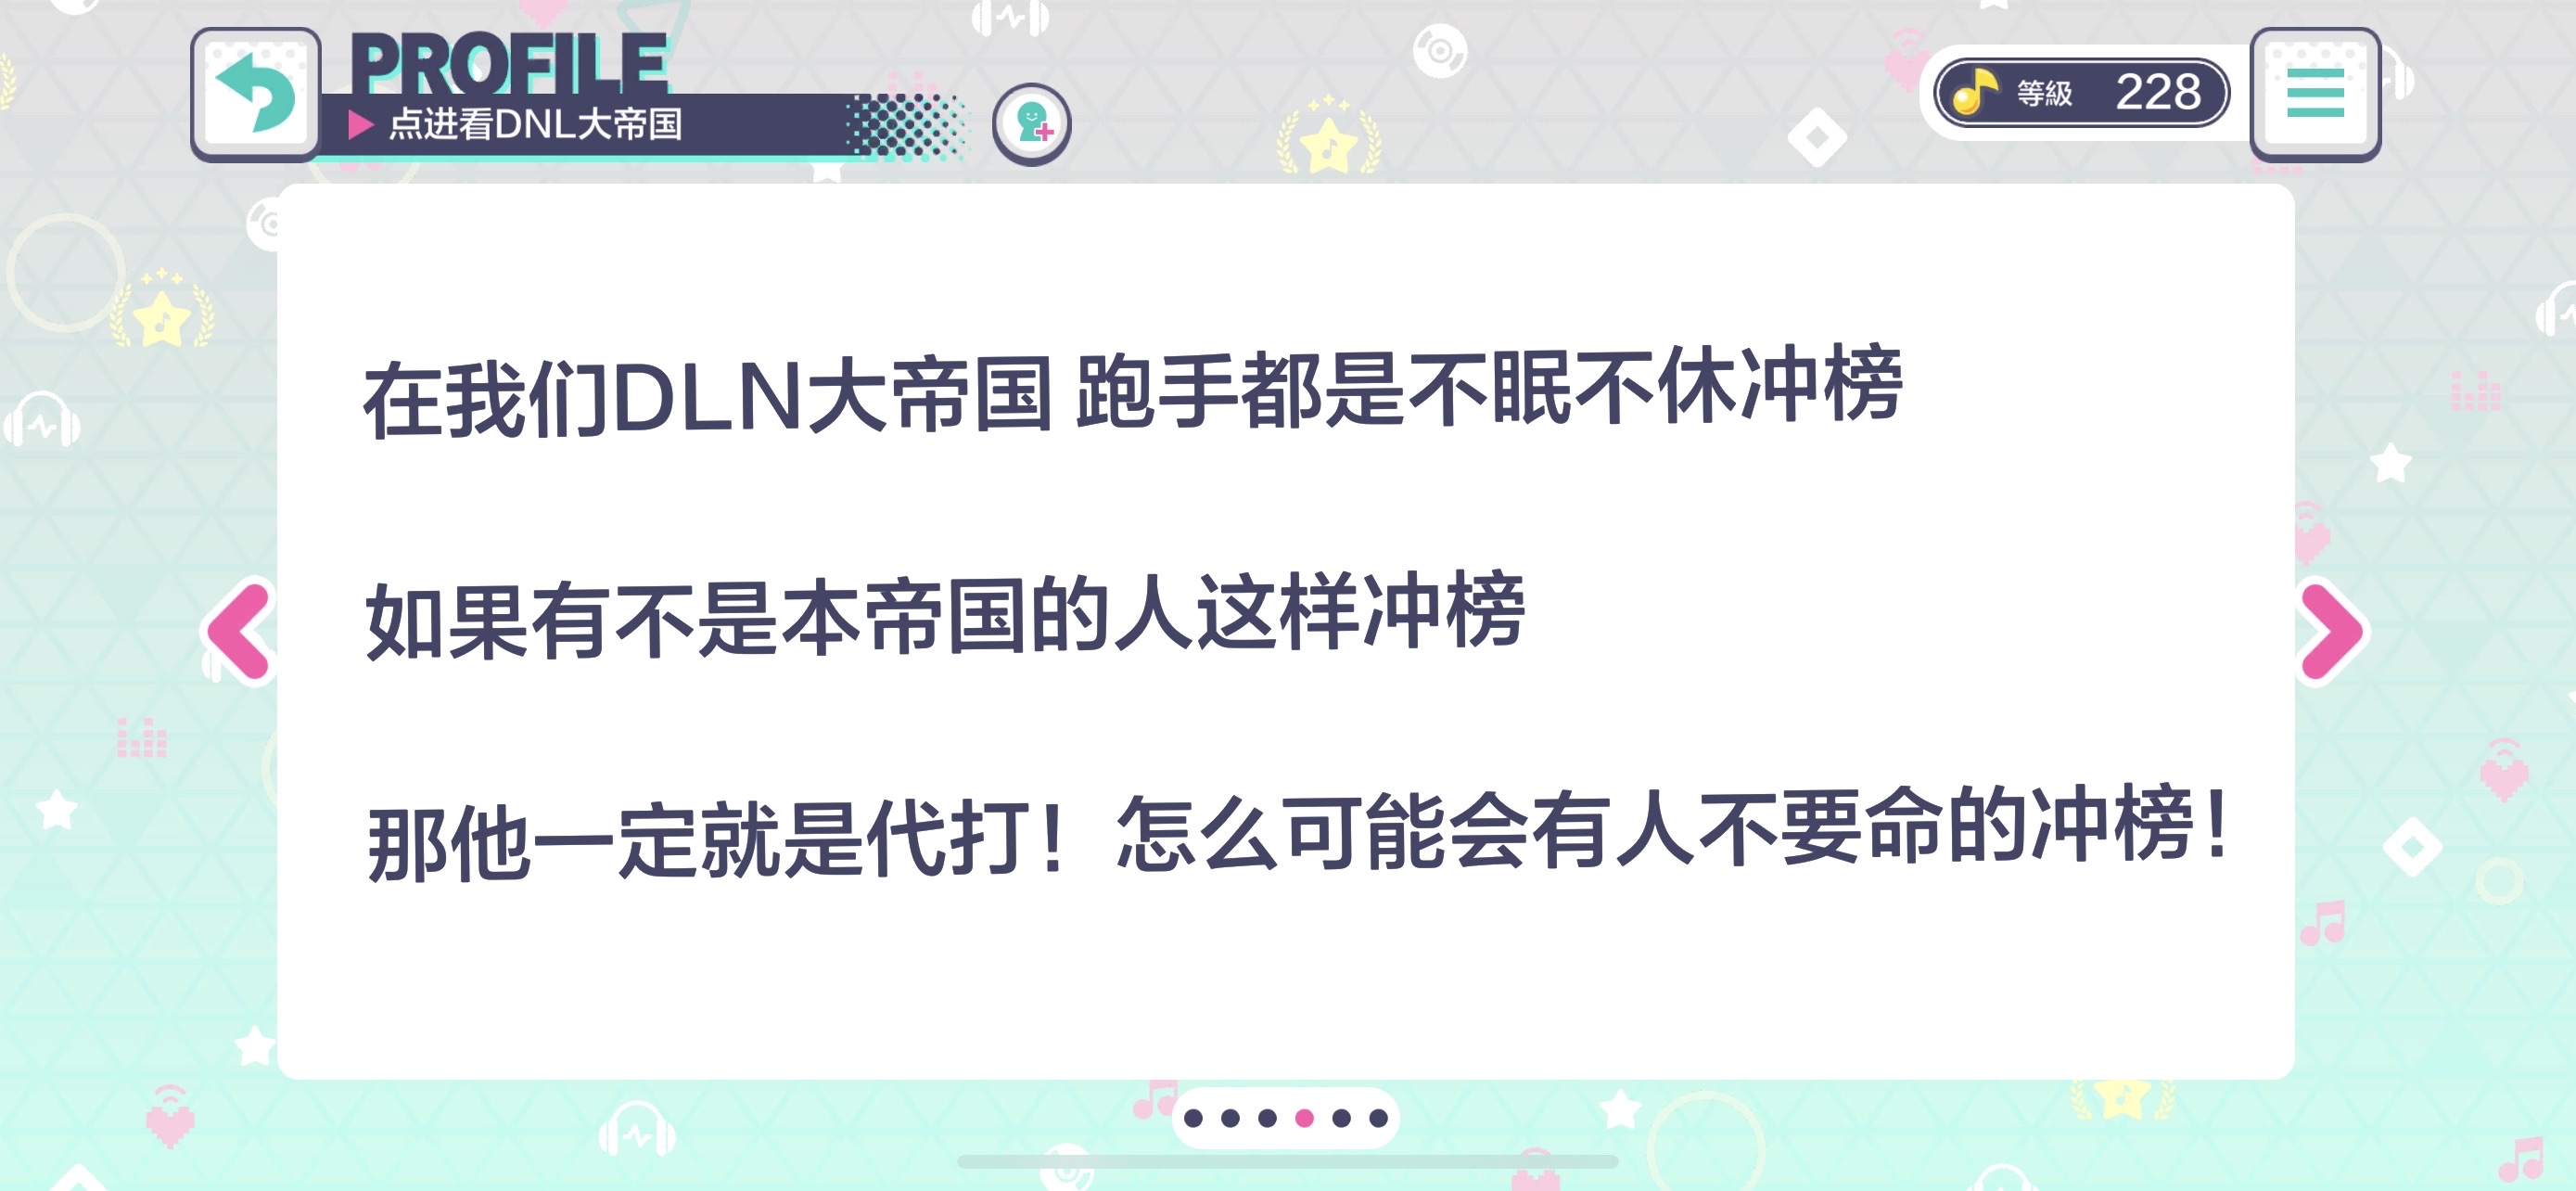 PROFILE
点进看DNL大帝国
等級 228
在我们DLN大帝国 跑手都是不眠不休冲榜
如果有不是本帝国的人这样冲榜
那他一定就是代打！怎么可能会有人不要命的冲榜！